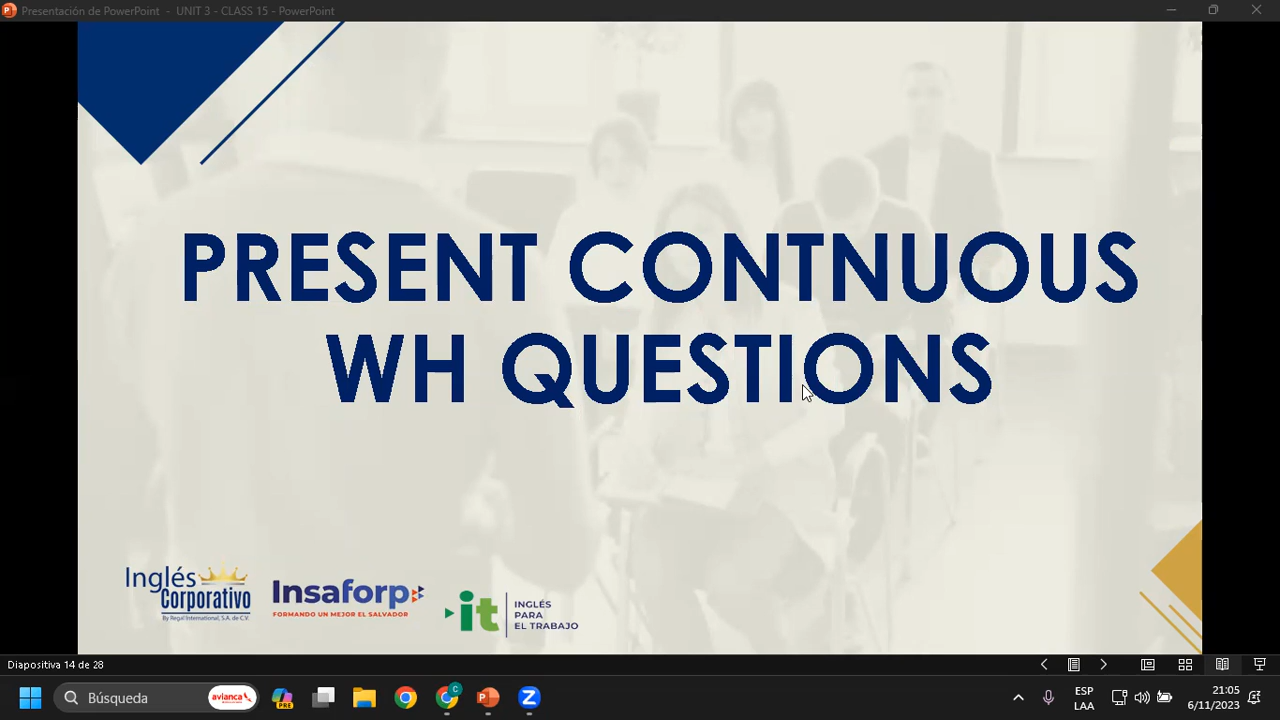 Presentación de PowerPoint - UNIT 3 - CLASS 15 - PowerPoint
PRESENT CONTNUOUS
WH QUESTIONS
Inglés
Corporativo
By Regal International, S.A. de C.V.
Insaforp
FORMANDO UN MEJOR EL SALVADOR
it
INGLÉS
PARA
EL TRABAJO
Diapositiva 14 de 28
Búsqueda
avianca
PRE
C
ESP
LAA
21:05
6/11/2023